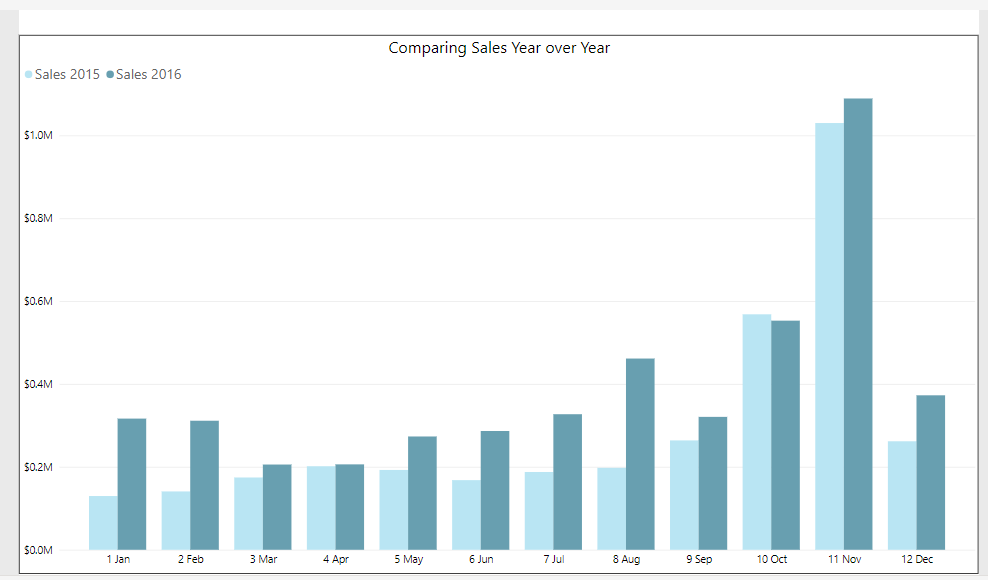 Comparing Sales Year over Year
Sales 2015 Sales 2016
$1.0M
$0.8M
$0.6M
$0.4M
$0.2M
$0.0M
1 Jan 2 Feb 3 Mar 4 Apr 5 May 6 Jun 7 Jul 8 Aug 9 Sep 10 Oct 11 Nov 12 Dec